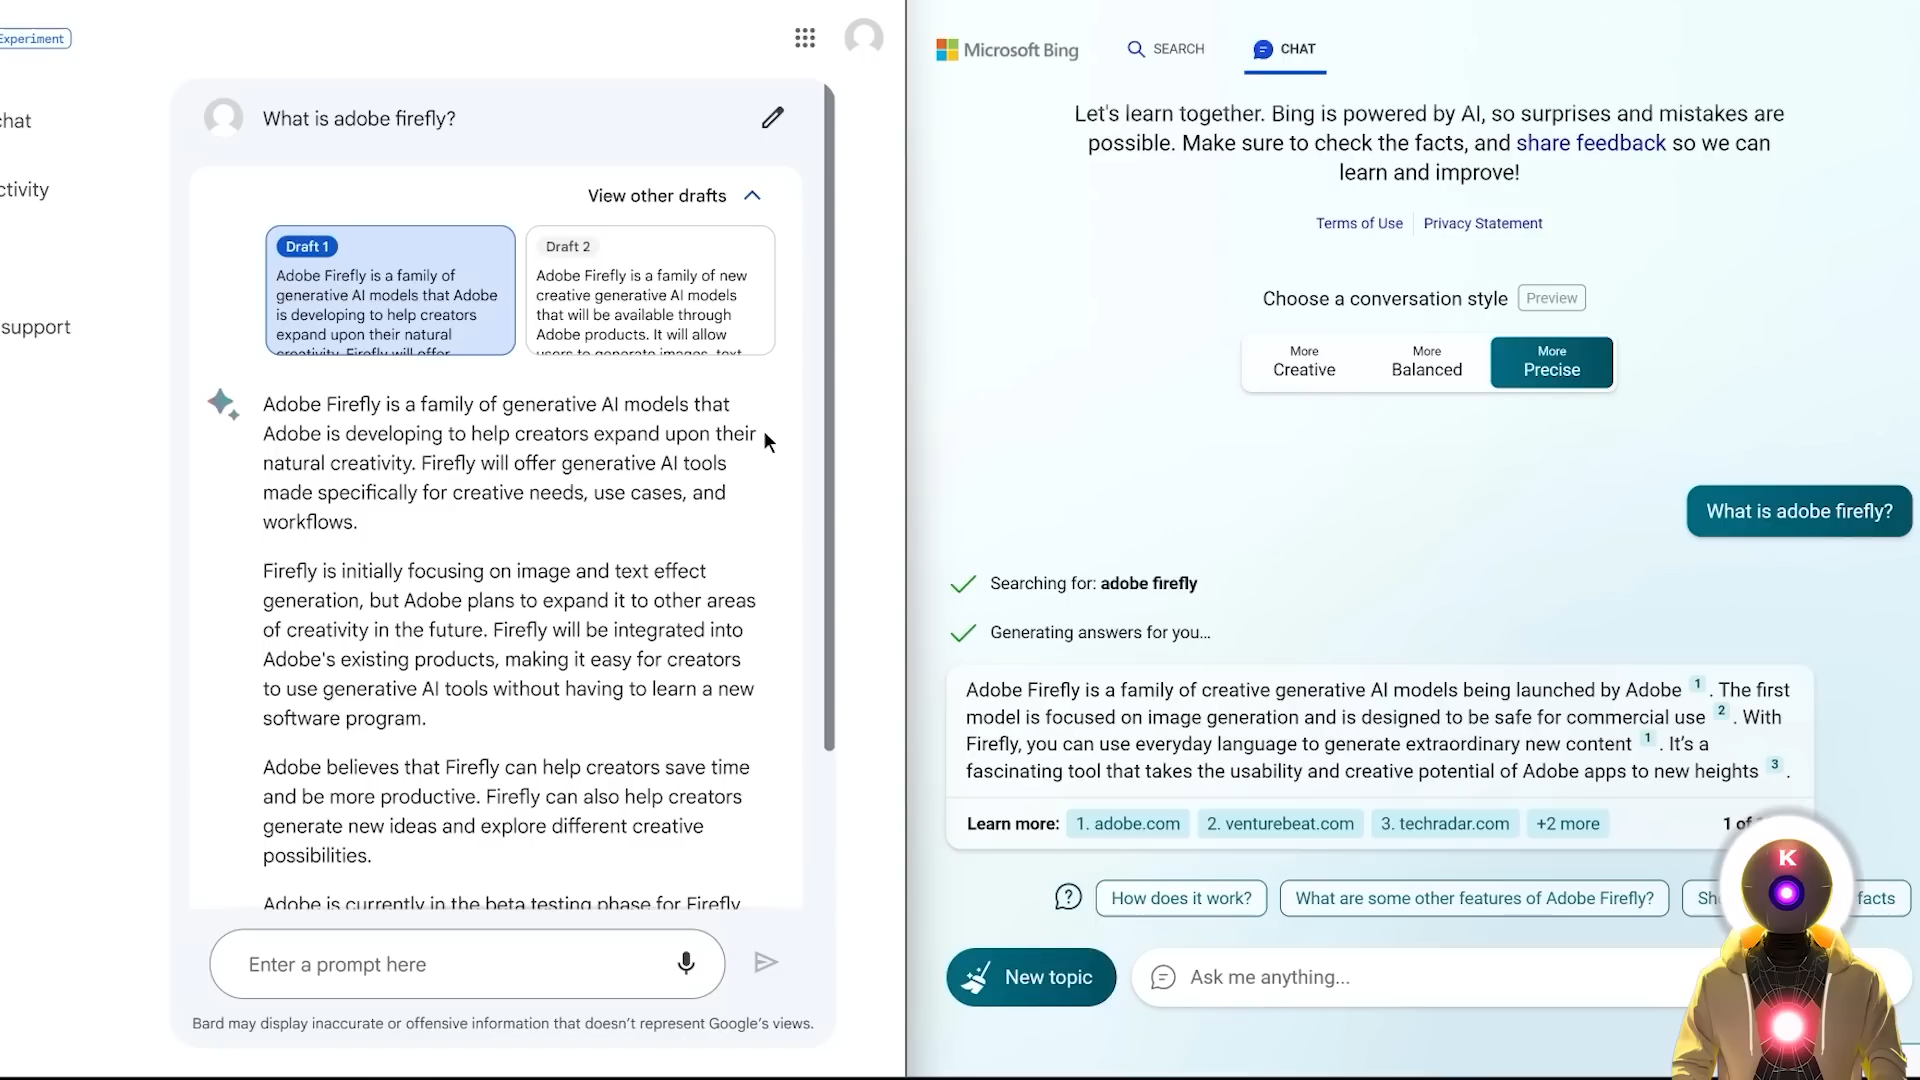 Experiment
chat
ctivity
support
What is adobe firefly?
View other drafts
Draft 1
Adobe Firefly is a family of
generative AI models that Adobe
is developing to help creators
expand upon their natural
creativity. Firefly will offer
Draft 2
Adobe Firefly is a family of new
creative generative AI models
that will be available through
Adobe products. It will allow
users to generate images, text
Adobe Firefly is a family of generative AI models that
Adobe is developing to help creators expand upon their
natural creativity. Firefly will offer generative AI tools
made specifically for creative needs, use cases, and
workflows.
Firefly is initially focusing on image and text effect
generation, but Adobe plans to expand it to other areas
of creativity in the future. Firefly will be integrated into
Adobe's existing products, making it easy for creators
to use generative AI tools without having to learn a new
software program.
Adobe believes that Firefly can help creators save time
and be more productive. Firefly can also help creators
generate new ideas and explore different creative
possibilities.
Adobe is currently in the beta testing phase for Firefly
Enter a prompt here
Bard may display inaccurate or offensive information that doesn't represent Google's views.
Microsoft Bing
SEARCH
CHAT
Let's learn together. Bing is powered by AI, so surprises and mistakes are
possible. Make sure to check the facts, and share feedback so we can
learn and improve!
Terms of Use
Privacy Statement
Choose a conversation style Preview
More
Creative
More
Balanced
More
Precise
What is adobe firefly?
Searching for: adobe firefly
Generating answers for you...
Adobe Firefly is a family of creative generative AI models being launched by Adobe 1 . The first
model is focused on image generation and is designed to be safe for commercial use 2 . With
Firefly, you can use everyday language to generate extraordinary new content 1 . It's a
fascinating tool that takes the usability and creative potential of Adobe apps to new heights 3 .
Learn more: 1. adobe.com 2. venturebeat.com 3. techradar.com +2 more 1 of
How does it work?
What are some other features of Adobe Firefly?
facts
New topic
Ask me anything...
K